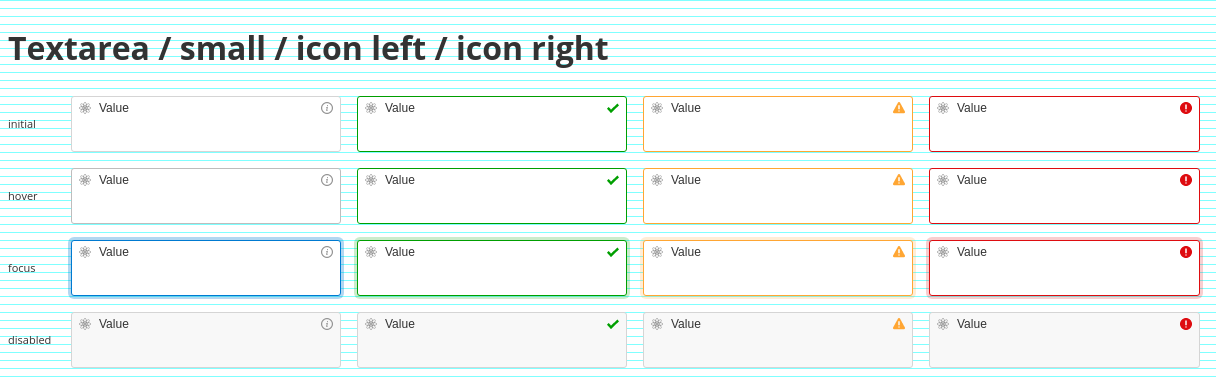 Textarea / small / icon left / icon right
initial Value Value Value Value
hover Value Value Value Value
focus Value Value Value Value
disabled Value Value Value Value